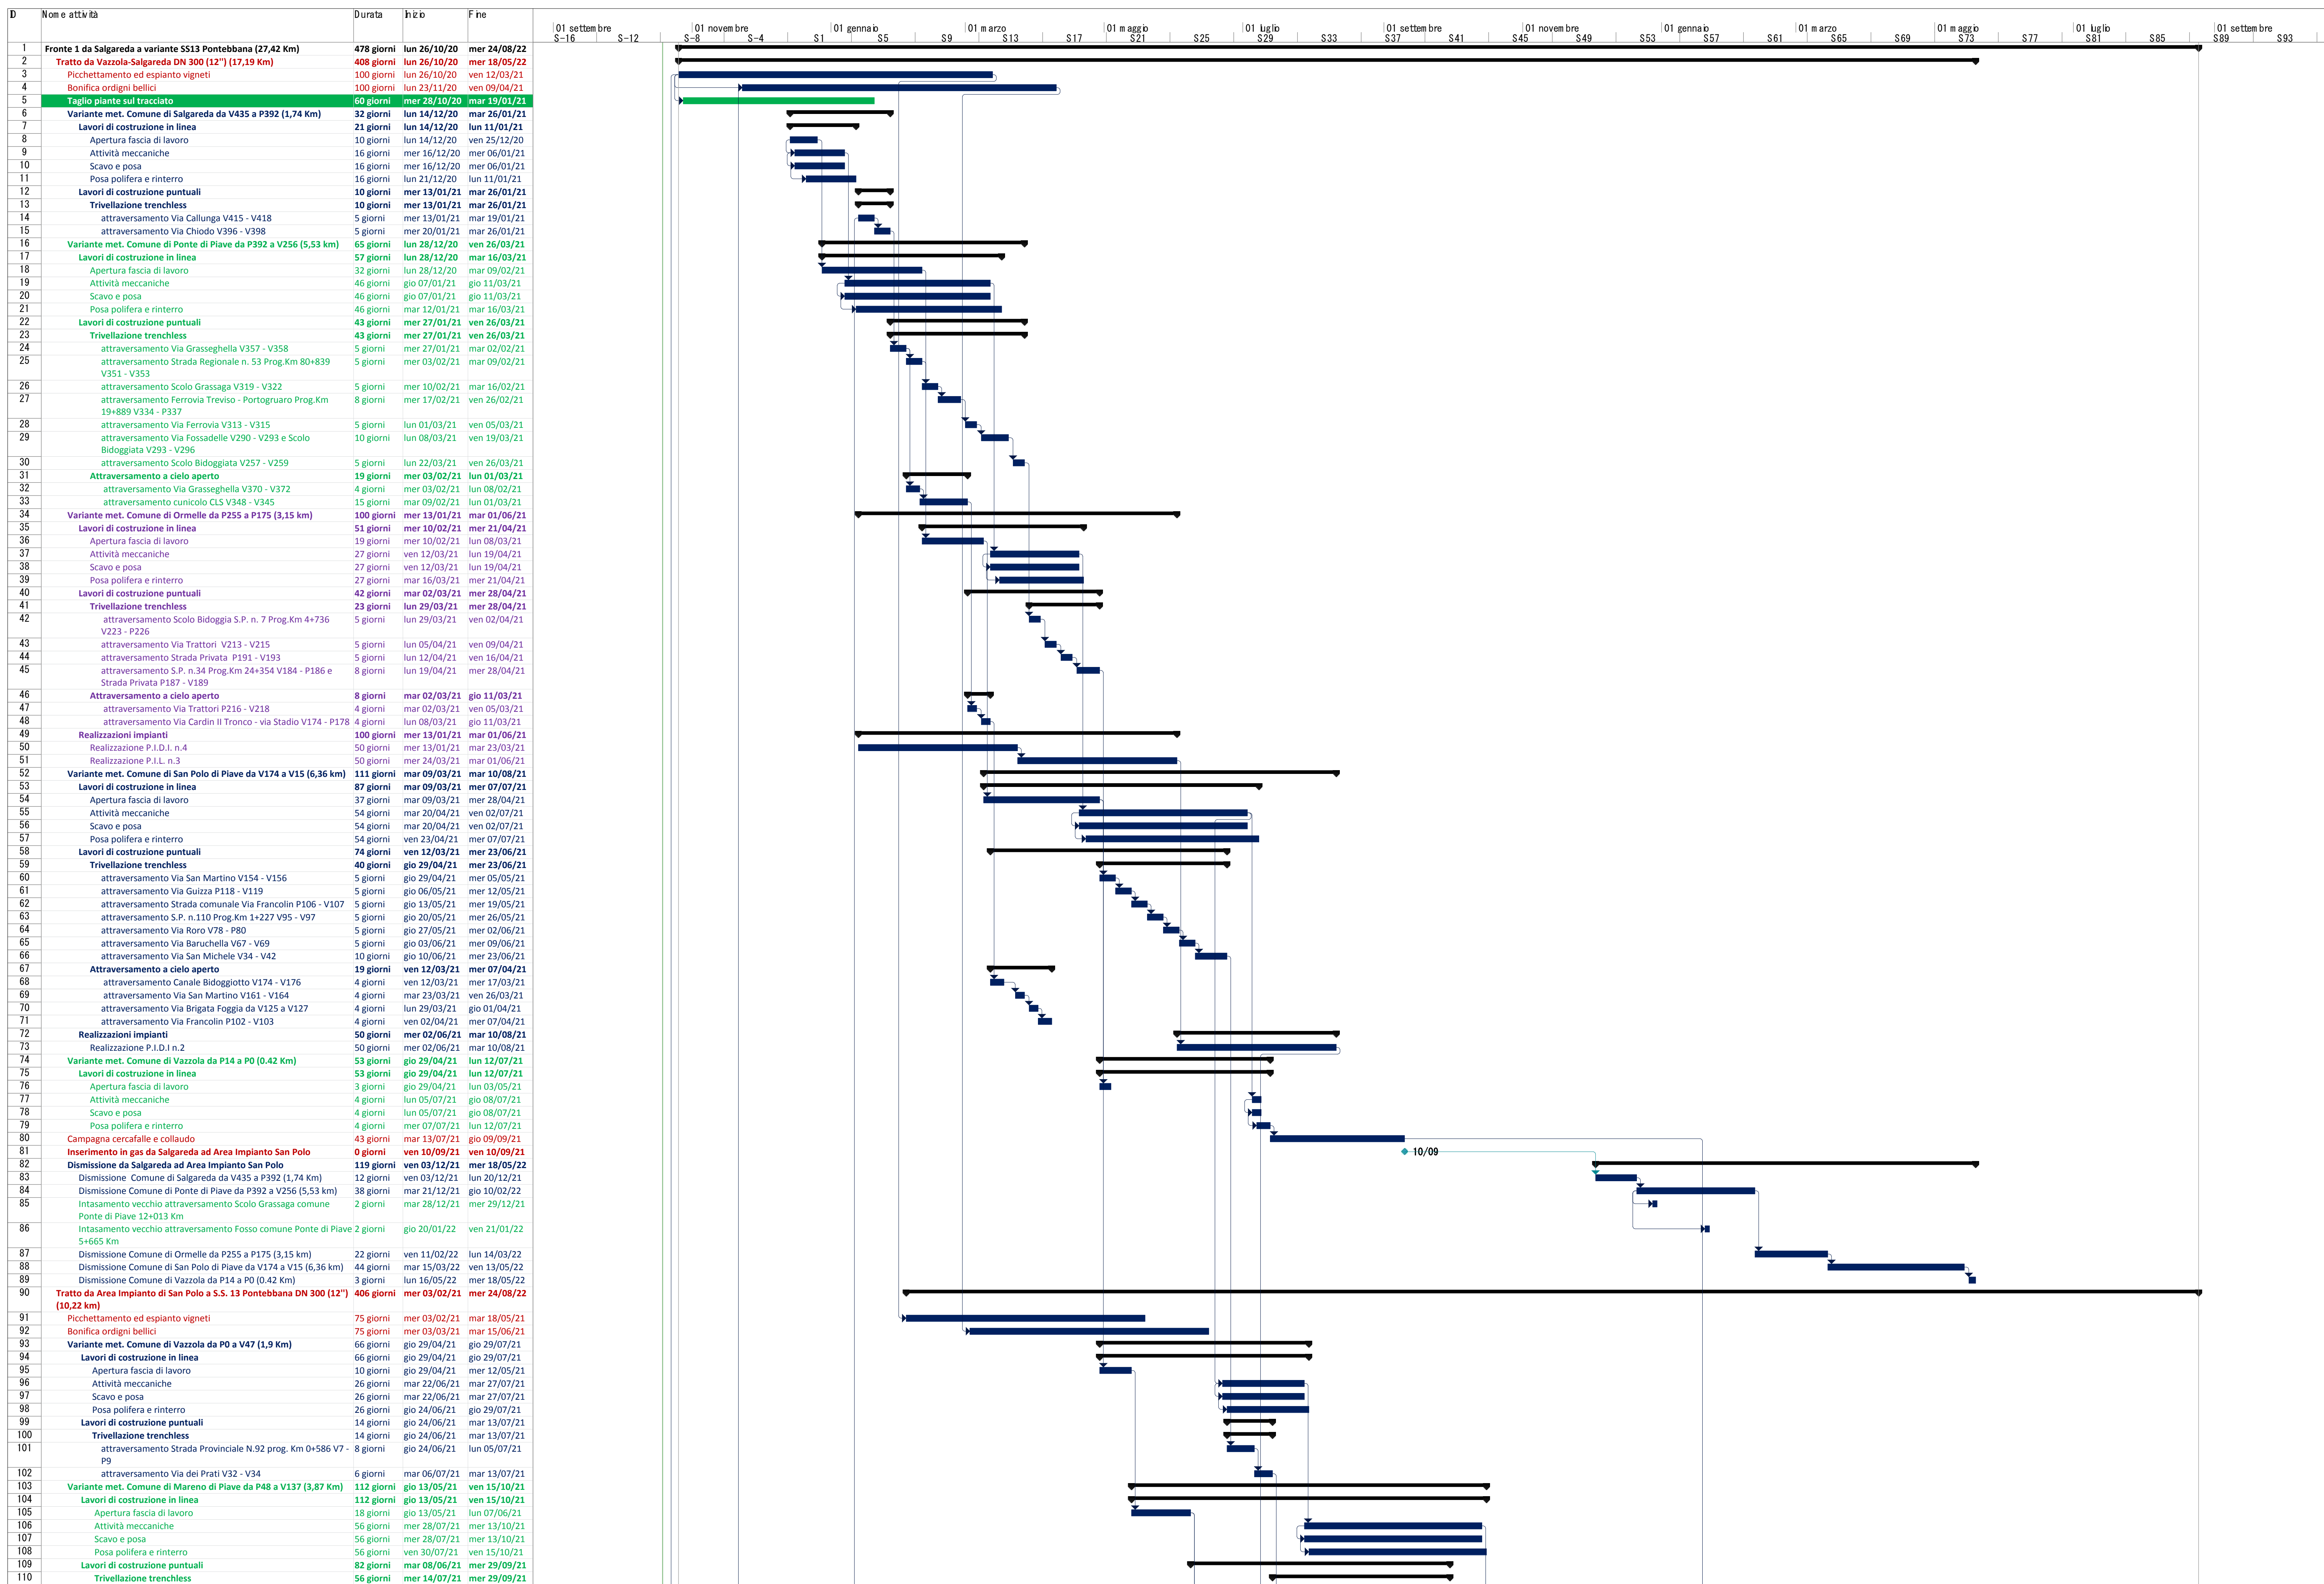 ID Nome attività Durata Inizio Fine
01 settembre 01 novembre 01 gennaio 01 marzo 01 maggio 01 luglio 01 settembre 01 novembre 01 gennaio 01 marzo 01 maggio 01 luglio 01 settembre
S-16 S-12 S-8 S-4 S1 S5 S9 S13 S17 S21 S25 S29 S33 S37 S41 S45 S49 S53 S57 S61 S65 S69 S73 S77 S81 S85 S89 S93
1 Fronte 1 da Salgareda a variante SS13 Pontebbana (27,42 Km) 478 giorni lun 26/10/20 mer 24/08/22
2 Tratto da Vazzola-Salgareda DN 300 (12'') (17,19 Km) 408 giorni lun 26/10/20 mer 18/05/22
3 Picchettamento ed espianto vigneti 100 giorni lun 26/10/20 ven 12/03/21
4 Bonifica ordigni bellici 100 giorni lun 23/11/20 ven 09/04/21
5 Taglio piante sul tracciato 60 giorni mer 28/10/20 mar 19/01/21
6 Variante met. Comune di Salgareda da V435 a P392 (1,74 Km) 32 giorni lun 14/12/20 mar 26/01/21
7 Lavori di costruzione in linea 21 giorni lun 14/12/20 lun 11/01/21
8 Apertura fascia di lavoro 10 giorni lun 14/12/20 ven 25/12/20
9 Attività meccaniche 16 giorni mer 16/12/20 mer 06/01/21
10 Scavo e posa 16 giorni mer 16/12/20 mer 06/01/21
11 Posa polifera e rinterro 16 giorni lun 21/12/20 lun 11/01/21
12 Lavori di costruzione puntuali 10 giorni mer 13/01/21 mar 26/01/21
13 Trivellazione trenchless 10 giorni mer 13/01/21 mar 26/01/21
14 attraversamento Via Callunga V415 - V418 5 giorni mer 13/01/21 mar 19/01/21
15 attraversamento Via Chiodo V396 - V398 5 giorni mer 20/01/21 mar 26/01/21
16 Variante met. Comune di Ponte di Piave da P392 a V256 (5,53 km) 65 giorni lun 28/12/20 ven 26/03/21
17 Lavori di costruzione in linea 57 giorni lun 28/12/20 mar 16/03/21
18 Apertura fascia di lavoro 32 giorni lun 28/12/20 mar 09/02/21
19 Attività meccaniche 46 giorni gio 07/01/21 gio 11/03/21
20 Scavo e posa 46 giorni gio 07/01/21 gio 11/03/21
21 Posa polifera e rinterro 46 giorni mar 12/01/21 mar 16/03/21
22 Lavori di costruzione puntuali 43 giorni mer 27/01/21 ven 26/03/21
23 Trivellazione trenchless 43 giorni mer 27/01/21 ven 26/03/21
24 attraversamento Via Grasseghella V357 - V358 5 giorni mer 27/01/21 mar 02/02/21
25 attraversamento Strada Regionale n. 53 Prog.Km 80+839 5 giorni mer 03/02/21 mar 09/02/21
V351 - V353
26 attraversamento Scolo Grassaga V319 - V322 5 giorni mer 10/02/21 mar 16/02/21
27 attraversamento Ferrovia Treviso - Portogruaro Prog.Km 8 giorni mer 17/02/21 ven 26/02/21
19+889 V334 - P337
28 attraversamento Via Ferrovia V313 - V315 5 giorni lun 01/03/21 ven 05/03/21
29 attraversamento Via Fossadelle V290 - V293 e Scolo 10 giorni lun 08/03/21 ven 19/03/21
Bidoggiata V293 - V296
30 attraversamento Scolo Bidoggiata V257 - V259 5 giorni lun 22/03/21 ven 26/03/21
31 Attraversamento a cielo aperto 19 giorni mer 03/02/21 lun 01/03/21
32 attraversamento Via Grasseghella V370 - V372 4 giorni mer 03/02/21 lun 08/02/21
33 attraversamento cunicolo CLS V348 - V345 15 giorni mar 09/02/21 lun 01/03/21
34 Variante met. Comune di Ormelle da P255 a P175 (3,15 km) 100 giorni mer 13/01/21 mar 01/06/21
35 Lavori di costruzione in linea 51 giorni mer 10/02/21 mer 21/04/21
36 Apertura fascia di lavoro 19 giorni mer 10/02/21 lun 08/03/21
37 Attività meccaniche 27 giorni ven 12/03/21 lun 19/04/21
38 Scavo e posa 27 giorni ven 12/03/21 lun 19/04/21
39 Posa polifera e rinterro 27 giorni mar 16/03/21 mer 21/04/21
40 Lavori di costruzione puntuali 42 giorni mar 02/03/21 mer 28/04/21
41 Trivellazione trenchless 23 giorni lun 29/03/21 mer 28/04/21
42 attraversamento Scolo Bidoggia S.P. n. 7 Prog.Km 4+736 5 giorni lun 29/03/21 ven 02/04/21
V223 - P226
43 attraversamento Via Trattori V213 - V215 5 giorni lun 05/04/21 ven 09/04/21
44 attraversamento Strada Privata P191 - V193 5 giorni lun 12/04/21 ven 16/04/21
45 attraversamento S.P. n.34 Prog.Km 24+354 V184 - P186 e 8 giorni lun 19/04/21 mer 28/04/21
Strada Privata P187 - V189
46 Attraversamento a cielo aperto 8 giorni mar 02/03/21 gio 11/03/21
47 attraversamento Via Trattori P216 - V218 4 giorni mar 02/03/21 ven 05/03/21
48 attraversamento Via Cardin II Tronco - via Stadio V174 - P178 4 giorni lun 08/03/21 gio 11/03/21
49 Realizzazioni impianti 100 giorni mer 13/01/21 mar 01/06/21
50 Realizzazione P.I.D.I. n.4 50 giorni mer 13/01/21 mar 23/03/21
51 Realizzazione P.I.L. n.3 50 giorni mer 24/03/21 mar 01/06/21
52 Variante met. Comune di San Polo di Piave da V174 a V15 (6,36 km) 111 giorni mar 09/03/21 mar 10/08/21
53 Lavori di costruzione in linea 87 giorni mar 09/03/21 mer 07/07/21
54 Apertura fascia di lavoro 37 giorni mar 09/03/21 mer 28/04/21
55 Attività meccaniche 54 giorni mar 20/04/21 ven 02/07/21
56 Scavo e posa 54 giorni mar 20/04/21 ven 02/07/21
57 Posa polifera e rinterro 54 giorni ven 23/04/21 mer 07/07/21
58 Lavori di costruzione puntuali 74 giorni ven 12/03/21 mer 23/06/21
59 Trivellazione trenchless 40 giorni gio 29/04/21 mer 23/06/21
60 attraversamento Via San Martino V154 - V156 5 giorni gio 29/04/21 mer 05/05/21
61 attraversamento Via Guizza P118 - V119 5 giorni gio 06/05/21 mer 12/05/21
62 attraversamento Strada comunale Via Francolin P106 - V107 5 giorni gio 13/05/21 mer 19/05/21
63 attraversamento S.P. n.110 Prog.Km 1+227 V95 - V97 5 giorni gio 20/05/21 mer 26/05/21
64 attraversamento Via Roro V78 - P80 5 giorni gio 27/05/21 mer 02/06/21
65 attraversamento Via Baruchella V67 - V69 5 giorni gio 03/06/21 mer 09/06/21
66 attraversamento Via San Michele V34 - V42 10 giorni gio 10/06/21 mer 23/06/21
67 Attraversamento a cielo aperto 19 giorni ven 12/03/21 mer 07/04/21
68 attraversamento Canale Bidoggiotto V174 - V176 4 giorni ven 12/03/21 mer 17/03/21
69 attraversamento Via San Martino V161 - V164 4 giorni mar 23/03/21 ven 26/03/21
70 attraversamento Via Brigata Foggia da V125 a V127 4 giorni lun 29/03/21 gio 01/04/21
71 attraversamento Via Francolin P102 - V103 4 giorni ven 02/04/21 mer 07/04/21
72 Realizzazioni impianti 50 giorni mer 02/06/21 mar 10/08/21
73 Realizzazione P.I.D.I n.2 50 giorni mer 02/06/21 mar 10/08/21
74 Variante met. Comune di Vazzola da P14 a P0 (0.42 Km) 53 giorni gio 29/04/21 lun 12/07/21
75 Lavori di costruzione in linea 53 giorni gio 29/04/21 lun 12/07/21
76 Apertura fascia di lavoro 3 giorni gio 29/04/21 lun 03/05/21
77 Attività meccaniche 4 giorni lun 05/07/21 gio 08/07/21
78 Scavo e posa 4 giorni lun 05/07/21 gio 08/07/21
79 Posa polifera e rinterro 4 giorni mer 07/07/21 lun 12/07/21
80 Campagna cercafalle e collaudo 43 giorni mar 13/07/21 gio 09/09/21
81 Inserimento in gas da Salgareda ad Area Impianto San Polo 0 giorni ven 10/09/21 ven 10/09/21 10/09
82 Dismissione da Salgareda ad Area Impianto San Polo 119 giorni ven 03/12/21 mer 18/05/22
83 Dismissione Comune di Salgareda da V435 a P392 (1,74 Km) 12 giorni ven 03/12/21 lun 20/12/21
84 Dismissione Comune di Ponte di Piave da P392 a V256 (5,53 km) 38 giorni mar 21/12/21 gio 10/02/22
85 Intasamento vecchio attraversamento Scolo Grassaga comune 2 giorni mar 28/12/21 mer 29/12/21
Ponte di Piave 12+013 Km
86 Intasamento vecchio attraversamento Fosso comune Ponte di Piave 2 giorni gio 20/01/22 ven 21/01/22
5+665 Km
87 Dismissione Comune di Ormelle da P255 a P175 (3,15 km) 22 giorni ven 11/02/22 lun 14/03/22
88 Dismissione Comune di San Polo di Piave da V174 a V15 (6,36 km) 44 giorni mar 15/03/22 ven 13/05/22
89 Dismissione Comune di Vazzola da P14 a P0 (0.42 Km) 3 giorni lun 16/05/22 mer 18/05/22
90 Tratto da Area Impianto di San Polo a S.S. 13 Pontebbana DN 300 (12'') 406 giorni mer 03/02/21 mer 24/08/22
(10,22 km)
91 Picchettamento ed espianto vigneti 75 giorni mer 03/02/21 mar 18/05/21
92 Bonifica ordigni bellici 75 giorni mer 03/03/21 mar 15/06/21
93 Variante met. Comune di Vazzola da P0 a V47 (1,9 Km) 66 giorni gio 29/04/21 gio 29/07/21
94 Lavori di costruzione in linea 66 giorni gio 29/04/21 gio 29/07/21
95 Apertura fascia di lavoro 10 giorni gio 29/04/21 mer 12/05/21
96 Attività meccaniche 26 giorni mar 22/06/21 mar 27/07/21
97 Scavo e posa 26 giorni mar 22/06/21 mar 27/07/21
98 Posa polifera e rinterro 26 giorni gio 24/06/21 gio 29/07/21
99 Lavori di costruzione puntuali 14 giorni gio 24/06/21 mar 13/07/21
100 Trivellazione trenchless 14 giorni gio 24/06/21 mar 13/07/21
101 attraversamento Strada Provinciale N.92 prog. Km 0+586 V7 - 8 giorni gio 24/06/21 lun 05/07/21
P9
102 attraversamento Via dei Prati V32 - V34 6 giorni mar 06/07/21 mar 13/07/21
103 Variante met. Comune di Mareno di Piave da P48 a V137 (3,87 Km) 112 giorni gio 13/05/21 ven 15/10/21
104 Lavori di costruzione in linea 112 giorni gio 13/05/21 ven 15/10/21
105 Apertura fascia di lavoro 18 giorni gio 13/05/21 lun 07/06/21
106 Attività meccaniche 56 giorni mer 28/07/21 mer 13/10/21
107 Scavo e posa 56 giorni mer 28/07/21 mer 13/10/21
108 Posa polifera e rinterro 56 giorni ven 30/07/21 ven 15/10/21
109 Lavori di costruzione puntuali 82 giorni mar 08/06/21 mer 29/09/21
110 Trivellazione trenchless 56 giorni mer 14/07/21 mer 29/09/21